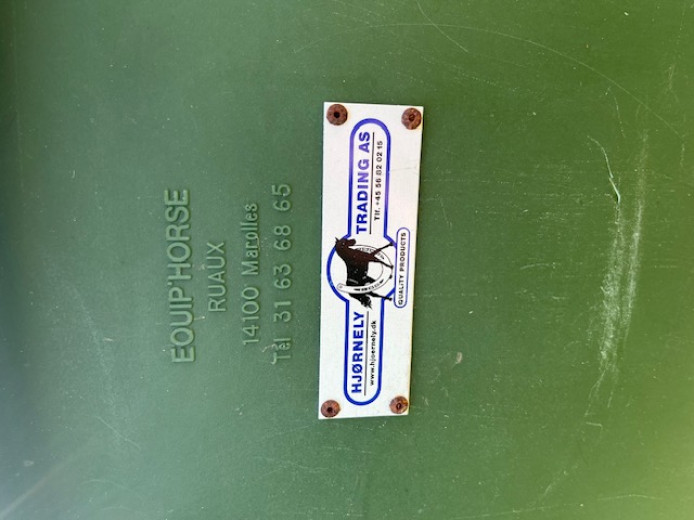 EQUIP'HORSE
RUAUX
14100 Marolles
Tél 31 63 68 65
HJØRNELY TRADING AS
www.hjoernely.dk
Tlf. +45 56 82 02 15
QUALITY PRODUCTS